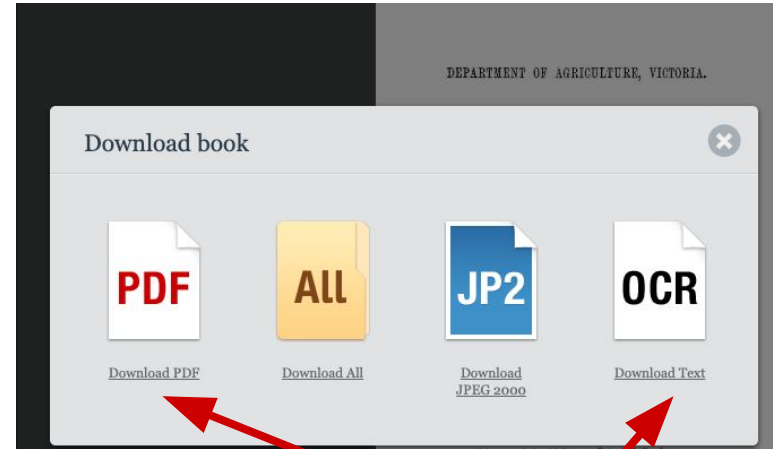 DEPARTMENT OF AGRICULTURE, VICTORIA.
Download book
PDF
All
JP2
OCR
Download PDF
Download All
Download
JPEG 2000
Download Text